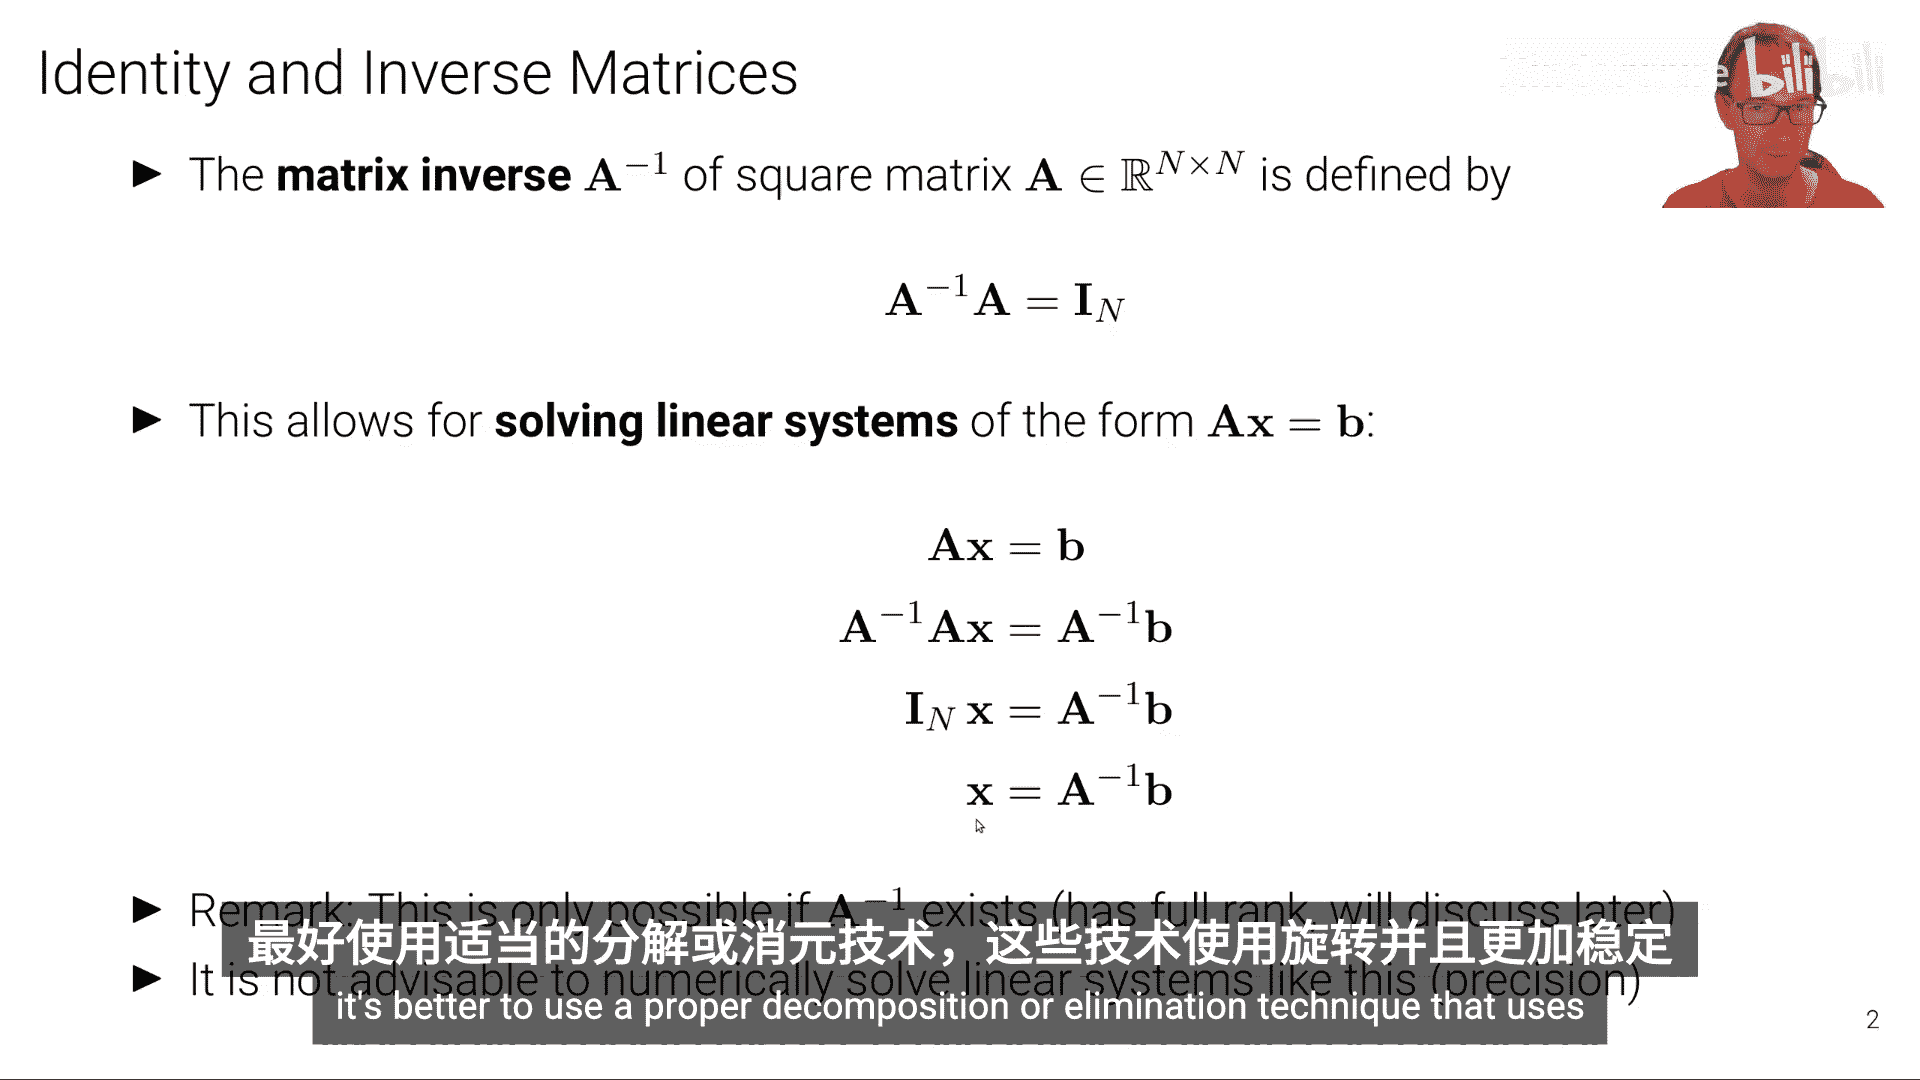 Identity and Inverse Matrices
bilibili
► The matrix inverse A⁻¹ of square matrix A ∈ ℝᴺˣᴺ is defined by
A⁻¹A = I_N
► This allows for solving linear systems of the form Ax = b:
Ax = b
A⁻¹Ax = A⁻¹b
I_N x = A⁻¹b
x = A⁻¹b
► Remark: This is only possible if A⁻¹ exists (has full rank, will discuss later)
最好使用适当的分解或消元技术，这些技术使用旋转并且更加稳定
► It is not advisable to numerically solve linear systems like this (precision)
it's better to use a proper decomposition or elimination technique that uses
2